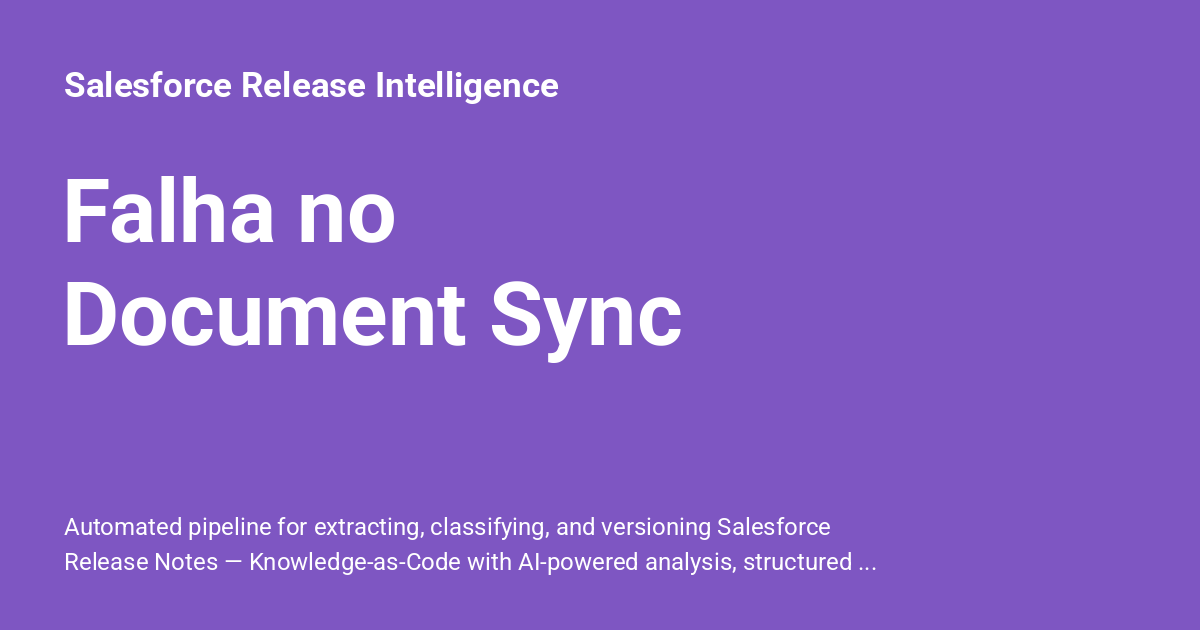 Salesforce Release Intelligence
Falha no
Document Sync
Automated pipeline for extracting, classifying, and versioning Salesforce
Release Notes — Knowledge-as-Code with AI-powered analysis, structured ...